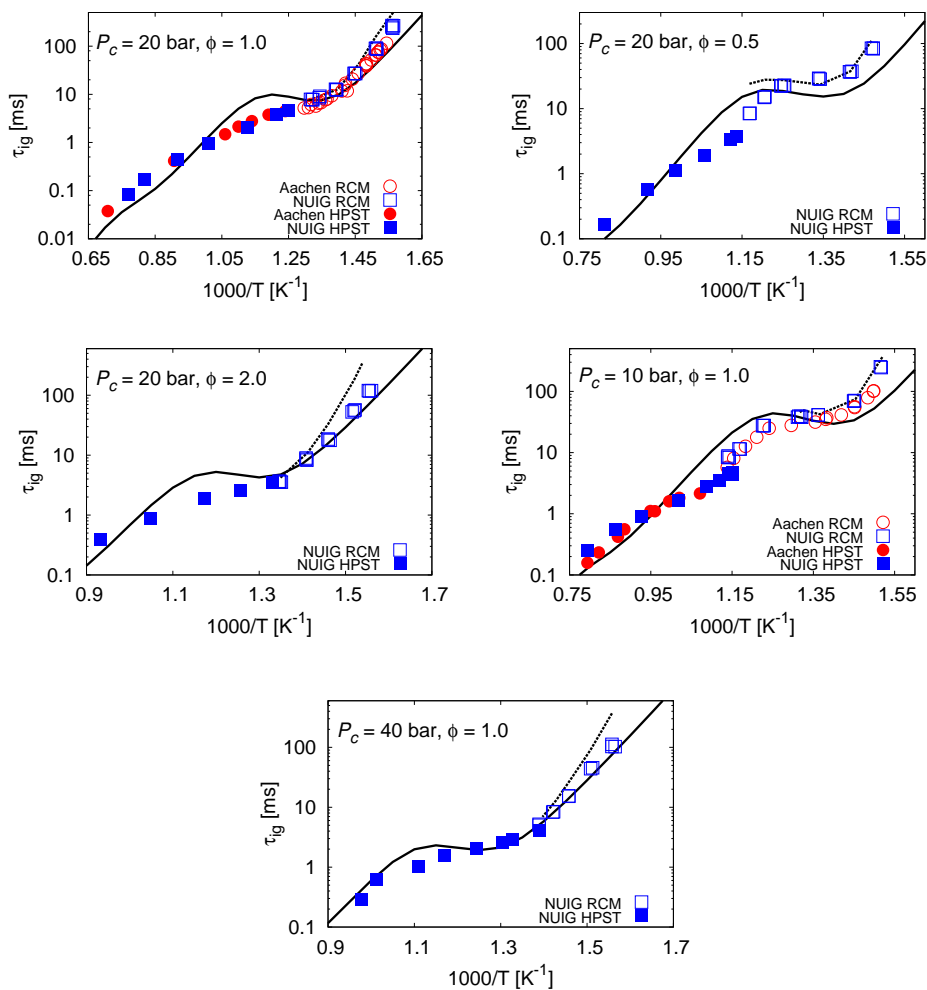 P_c = 20 bar, ϕ = 1.0
τ_ig [ms]
100
10
1
0.1
0.01
0.65
0.85
1.05
1.25
1.45
1.65
1000/T [K⁻¹]
Aachen RCM
NUIG RCM
Aachen HPST
NUIG HPST
P_c = 20 bar, ϕ = 0.5
τ_ig [ms]
100
10
1
0.1
0.75
0.95
1.15
1.35
1.55
1000/T [K⁻¹]
NUIG RCM
NUIG HPST
P_c = 20 bar, ϕ = 2.0
τ_ig [ms]
100
10
1
0.1
0.9
1.1
1.3
1.5
1.7
1000/T [K⁻¹]
NUIG RCM
NUIG HPST
P_c = 10 bar, ϕ = 1.0
τ_ig [ms]
100
10
1
0.1
0.75
0.95
1.15
1.35
1.55
1000/T [K⁻¹]
Aachen RCM
NUIG RCM
Aachen HPST
NUIG HPST
P_c = 40 bar, ϕ = 1.0
τ_ig [ms]
100
10
1
0.1
0.9
1.1
1.3
1.5
1.7
1000/T [K⁻¹]
NUIG RCM
NUIG HPST